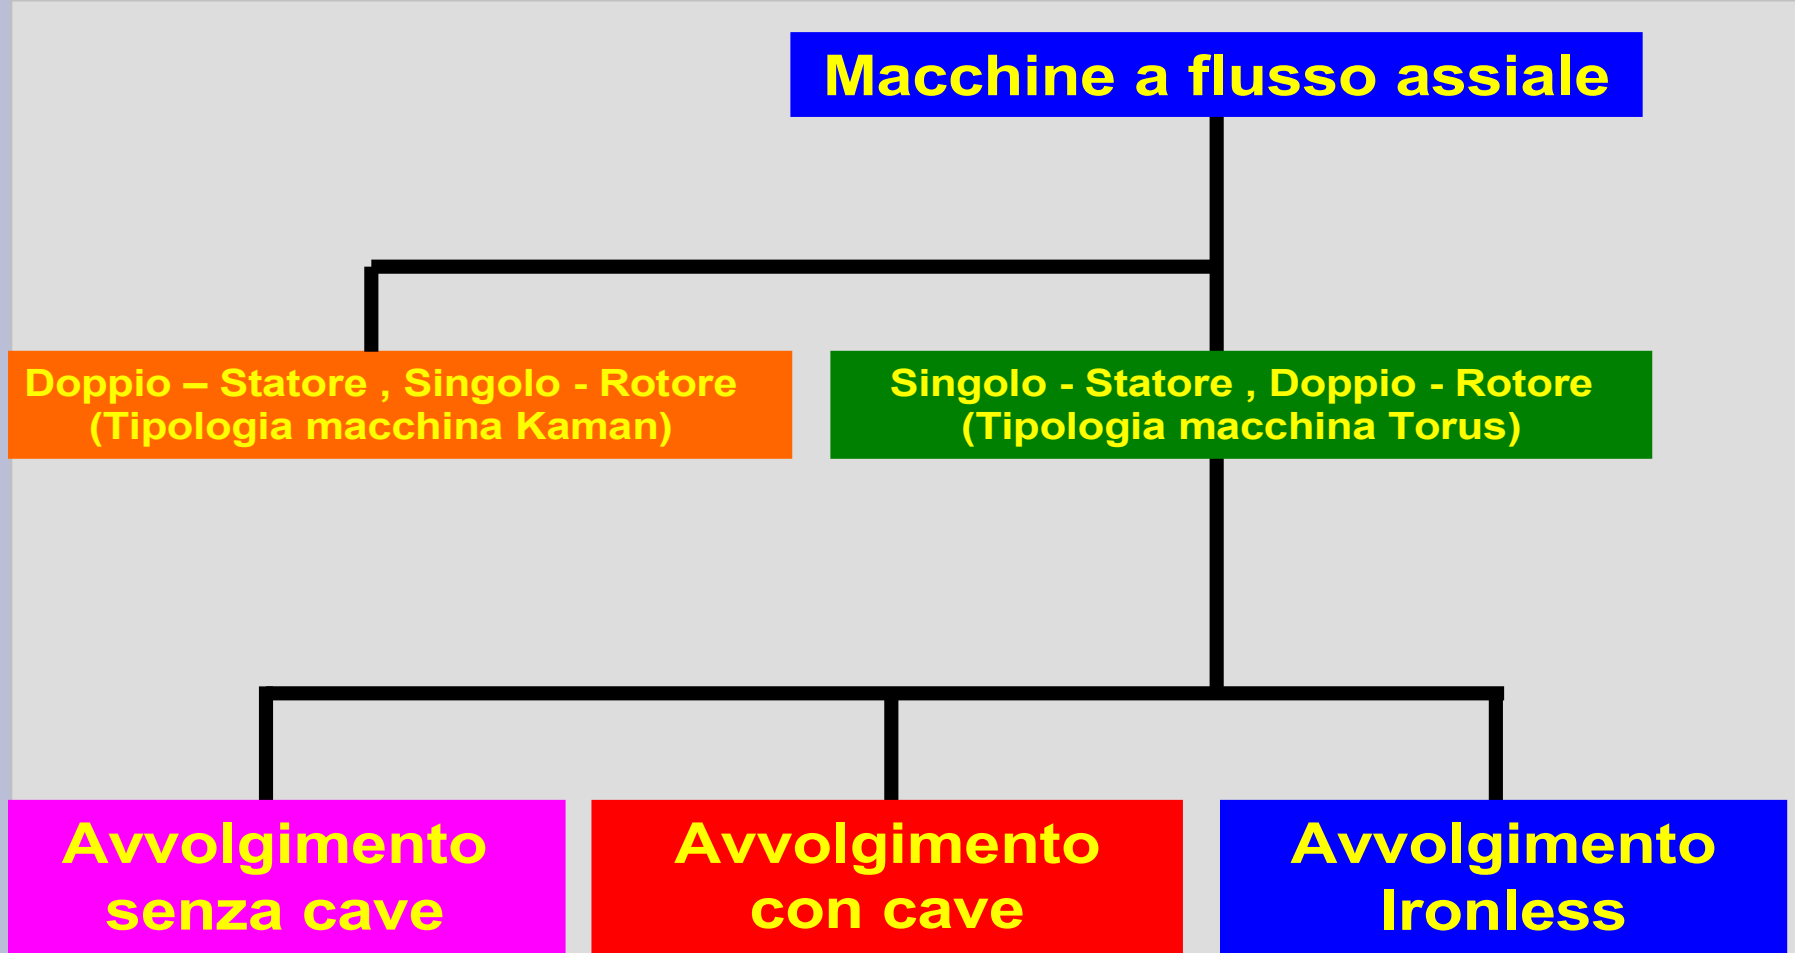 Macchine a flusso assiale
Doppio – Statore , Singolo - Rotore
(Tipologia macchina Kaman)
Singolo - Statore , Doppio - Rotore
(Tipologia macchina Torus)
Avvolgimento
senza cave
Avvolgimento
con cave
Avvolgimento
Ironless